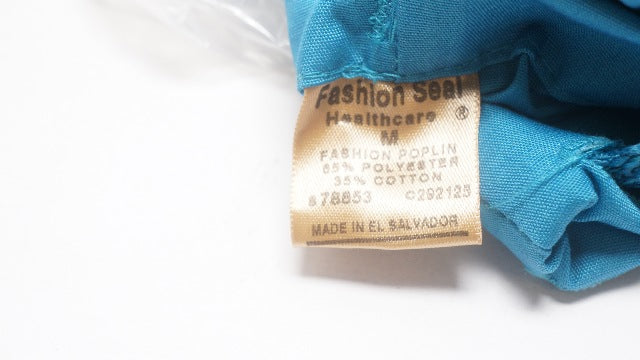 Fashion Seal
Healthcare ®
M
FASHION POPLIN
65% POLYESTER
35% COTTON
s78853 C292125
MADE IN EL SALVADOR